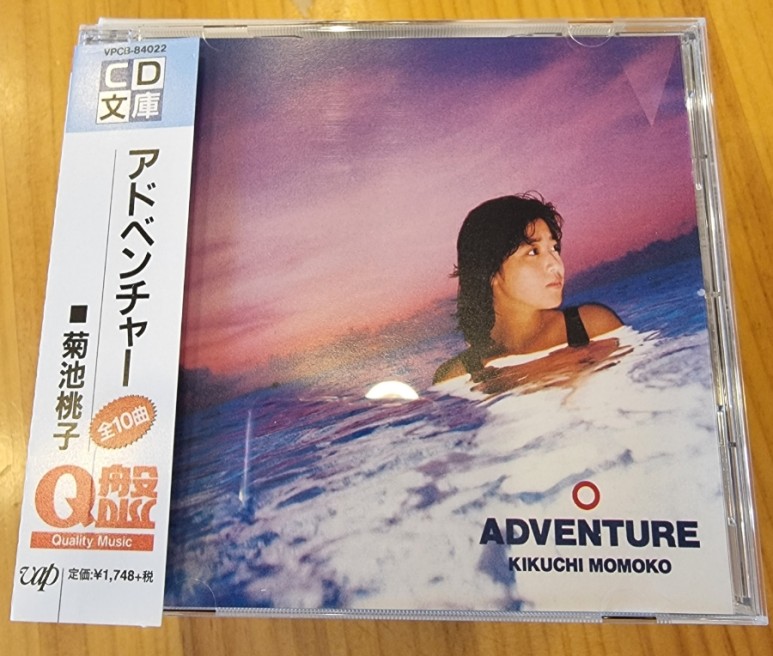 VPCB-84022
CD
文庫
アドベンチャー
■菊池桃子
全10曲
Q盤
DISC
Quality Music
vap 定価:¥1,748+税
ADVENTURE
KIKUCHI MOMOKO